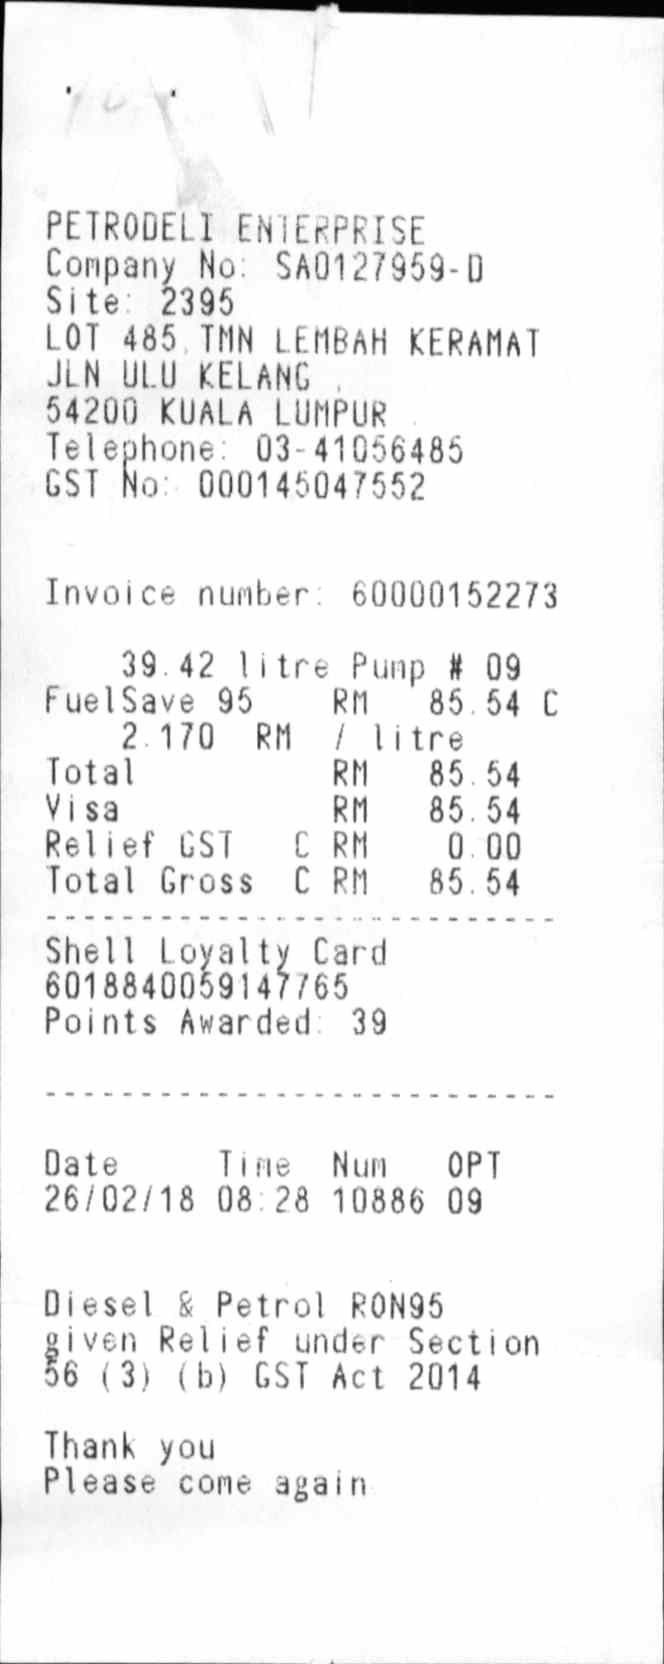 PETRODELI ENTERPRISE
Company No: SA0127959-D
Site: 2395
LOT 485, TMN LEMBAH KERAMAT
JLN ULU KELANG ,
54200 KUALA LUMPUR
Telephone: 03-41056485
GST No: 000145047552
Invoice number: 60000152273
39.42 litre Pump # 09
FuelSave 95 RM 85.54 C
2.170 RM / litre
Total RM 85.54
Visa RM 85.54
Relief GST C RM 0.00
Total Gross C RM 85.54
----------------------------
Shell Loyalty Card
6018840059147765
Points Awarded: 39
----------------------------
Date Time Num OPT
26/02/18 08:28 10886 09
Diesel & Petrol RON95
given Relief under Section
56 (3) (b) GST Act 2014
Thank you
Please come again